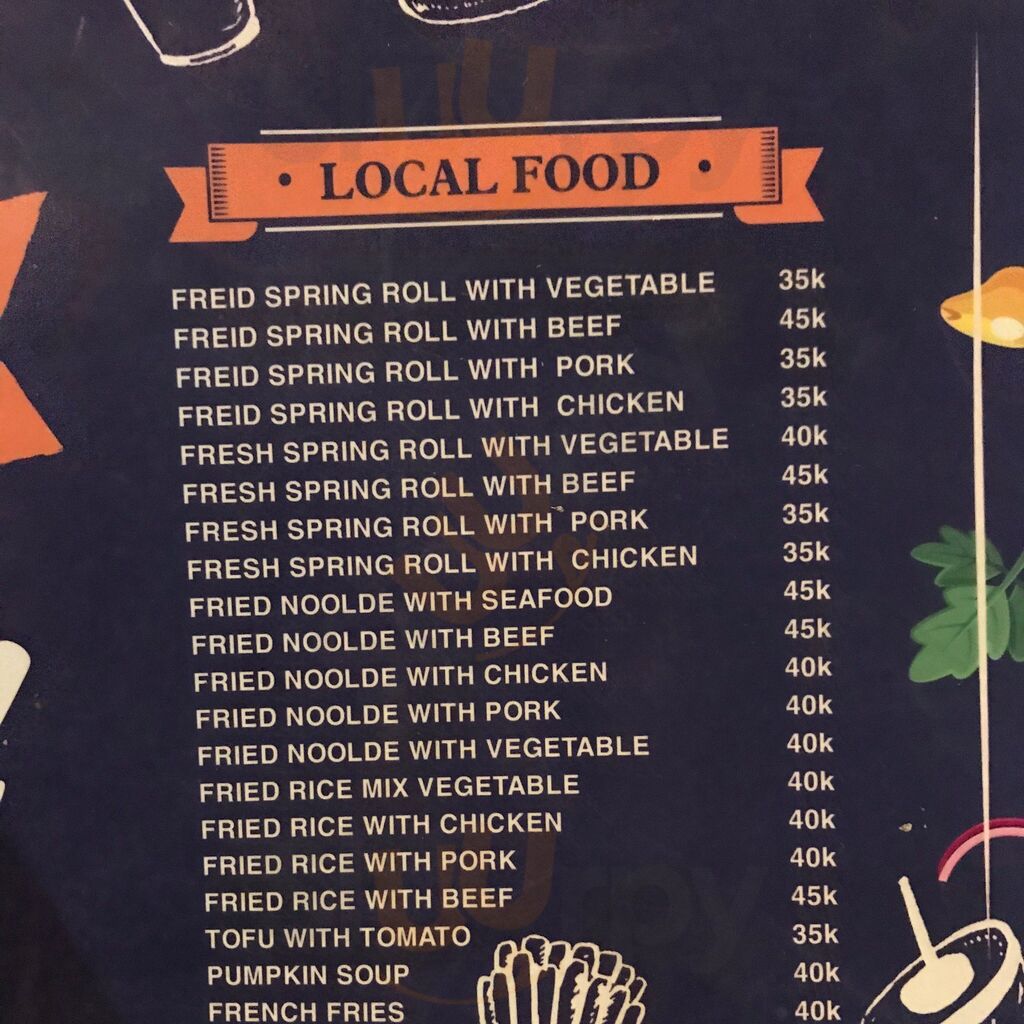 LOCAL FOOD
FREID SPRING ROLL WITH VEGETABLE 35k
FREID SPRING ROLL WITH BEEF 45k
FREID SPRING ROLL WITH PORK 35k
FREID SPRING ROLL WITH CHICKEN 35k
FRESH SPRING ROLL WITH VEGETABLE 40k
FRESH SPRING ROLL WITH BEEF 45k
FRESH SPRING ROLL WITH PORK 35k
FRESH SPRING ROLL WITH CHICKEN 35k
FRIED NOOLDE WITH SEAFOOD 45k
FRIED NOOLDE WITH BEEF 45k
FRIED NOOLDE WITH CHICKEN 40k
FRIED NOOLDE WITH PORK 40k
FRIED NOOLDE WITH VEGETABLE 40k
FRIED RICE MIX VEGETABLE 40k
FRIED RICE WITH CHICKEN 40k
FRIED RICE WITH PORK 40k
FRIED RICE WITH BEEF 45k
TOFU WITH TOMATO 35k
PUMPKIN SOUP 40k
FRENCH FRIES 40k